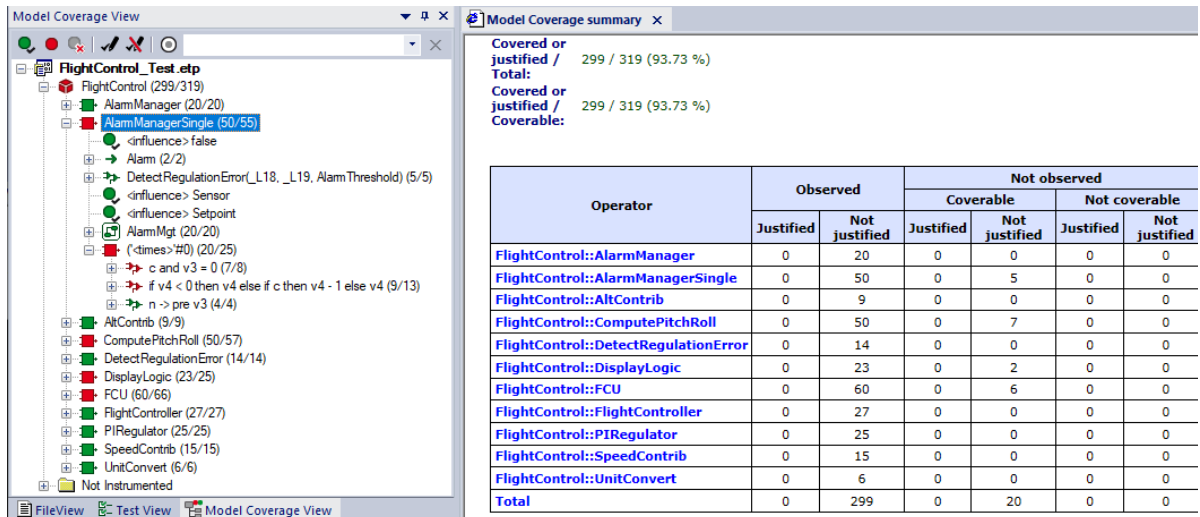 Model Coverage View
FlightControl_Test.etp
FlightControl (299/319)
AlarmManager (20/20)
AlarmManagerSingle (50/55)
<influence> false
Alarm (2/2)
DetectRegulationError(_L18, _L19, AlarmThreshold) (5/5)
<influence> Sensor
<influence> Setpoint
AlarmMgt (20/20)
('<times>'#0) (20/25)
c and v3 = 0 (7/8)
if v4 < 0 then v4 else if c then v4 - 1 else v4 (9/13)
n -> pre v3 (4/4)
AltContrib (9/9)
ComputePitchRoll (50/57)
DetectRegulationError (14/14)
DisplayLogic (23/25)
FCU (60/66)
FlightController (27/27)
PIRegulator (25/25)
SpeedContrib (15/15)
UnitConvert (6/6)
Not Instrumented
FileView Test View Model Coverage View
Model Coverage summary
Covered or
justified / 299 / 319 (93.73 %)
Total:
Covered or
justified / 299 / 319 (93.73 %)
Coverable:
Operator Observed Not observed
Coverable Not coverable
Justified Not justified Justified Not justified Justified Not justified
FlightControl::AlarmManager 0 20 0 0 0 0
FlightControl::AlarmManagerSingle 0 50 0 5 0 0
FlightControl::AltContrib 0 9 0 0 0 0
FlightControl::ComputePitchRoll 0 50 0 7 0 0
FlightControl::DetectRegulationError 0 14 0 0 0 0
FlightControl::DisplayLogic 0 23 0 2 0 0
FlightControl::FCU 0 60 0 6 0 0
FlightControl::FlightController 0 27 0 0 0 0
FlightControl::PIRegulator 0 25 0 0 0 0
FlightControl::SpeedContrib 0 15 0 0 0 0
FlightControl::UnitConvert 0 6 0 0 0 0
Total 0 299 0 20 0 0